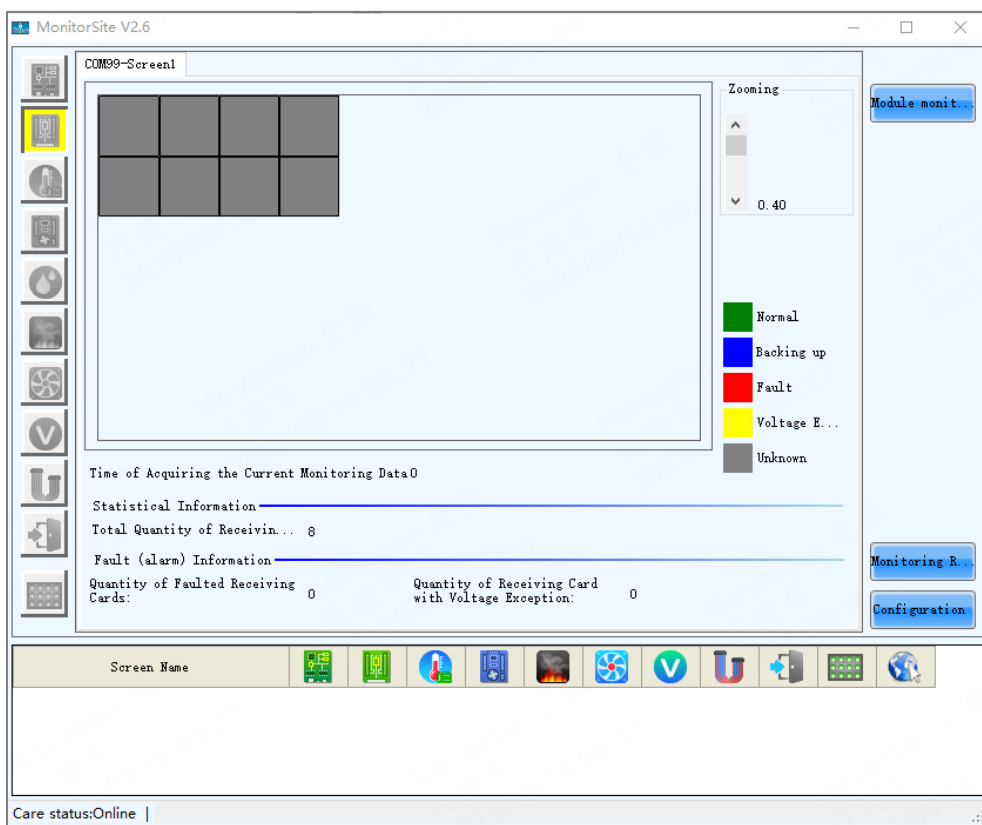 MonitorSite V2.6
COM99-Screen1
Zooming
Module monit...
0.40
Normal
Backing up
Fault
Voltage E...
Unknown
Time of Acquiring the Current Monitoring Data 0
Statistical Information
Total Quantity of Receivin... 8
Fault (alarm) Information
Monitoring R...
Quantity of Faulted Receiving
Cards: 0
Quantity of Receiving Card
with Voltage Exception: 0
Configuration
Screen Name
Care status:Online |